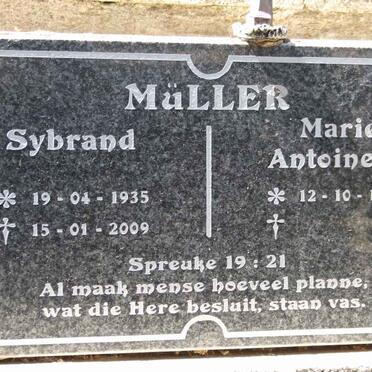 MüLLER
Sybrand
* 19 - 04 - 1935
† 15 - 01 - 2009
Marie
Antoine
* 12 - 10 -
†
Spreuke 19 : 21
Al maak mense hoeveel planne,
wat die Here besluit, staan vas.